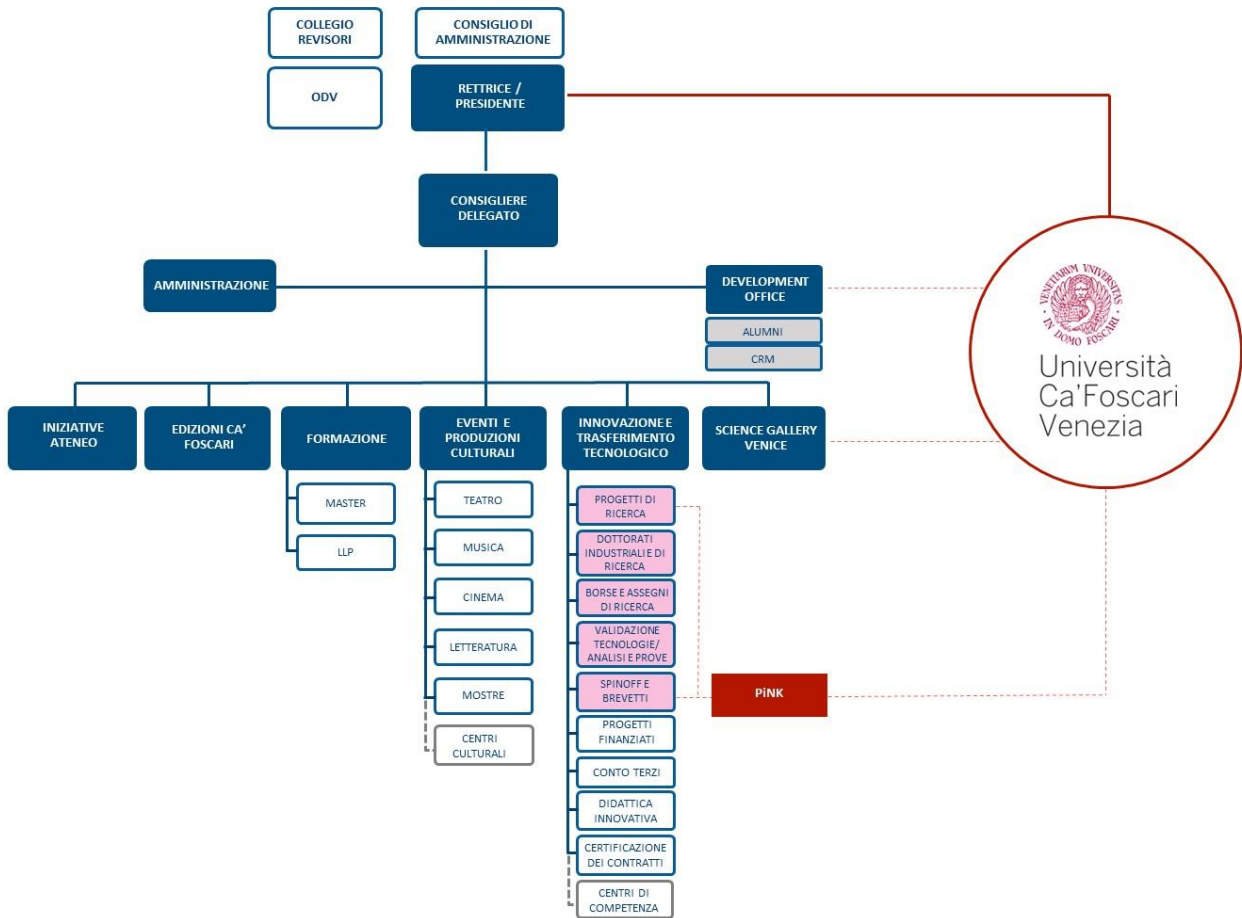 COLLEGIO
REVISORI
CONSIGLIO DI
AMMINISTRAZIONE
ODV
RETTRICE /
PRESIDENTE
CONSIGLIERE
DELEGATO
AMMINISTRAZIONE
DEVELOPMENT
OFFICE
ALUMNI
CRM
VENETIARVM VNIVERSITAS
IN DOMO FOSCARI
Università
Ca'Foscari
Venezia
INIZIATIVE
ATENEO
EDIZIONI CA'
FOSCARI
FORMAZIONE
EVENTI E
PRODUZIONI
CULTURALI
INNOVAZIONE E
TRASFERIMENTO
TECNOLOGICO
SCIENCE GALLERY
VENICE
MASTER
LLP
TEATRO
MUSICA
CINEMA
LETTERATURA
MOSTRE
CENTRI
CULTURALI
PROGETTI DI
RICERCA
DOTTORATI
INDUSTRIALI E DI
RICERCA
BORSE E ASSEGNI
DI RICERCA
VALIDAZIONE
TECNOLOGIE/
ANALISI E PROVE
SPINOFF E
BREVETTI
PROGETTI
FINANZIATI
CONTO TERZI
DIDATTICA
INNOVATIVA
CERTIFICAZIONE
DEI CONTRATTI
CENTRI DI
COMPETENZA
PiNK